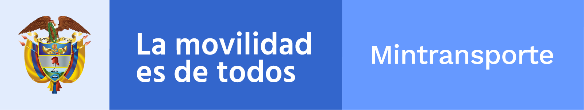 La movilidad
es de todos
Mintransporte